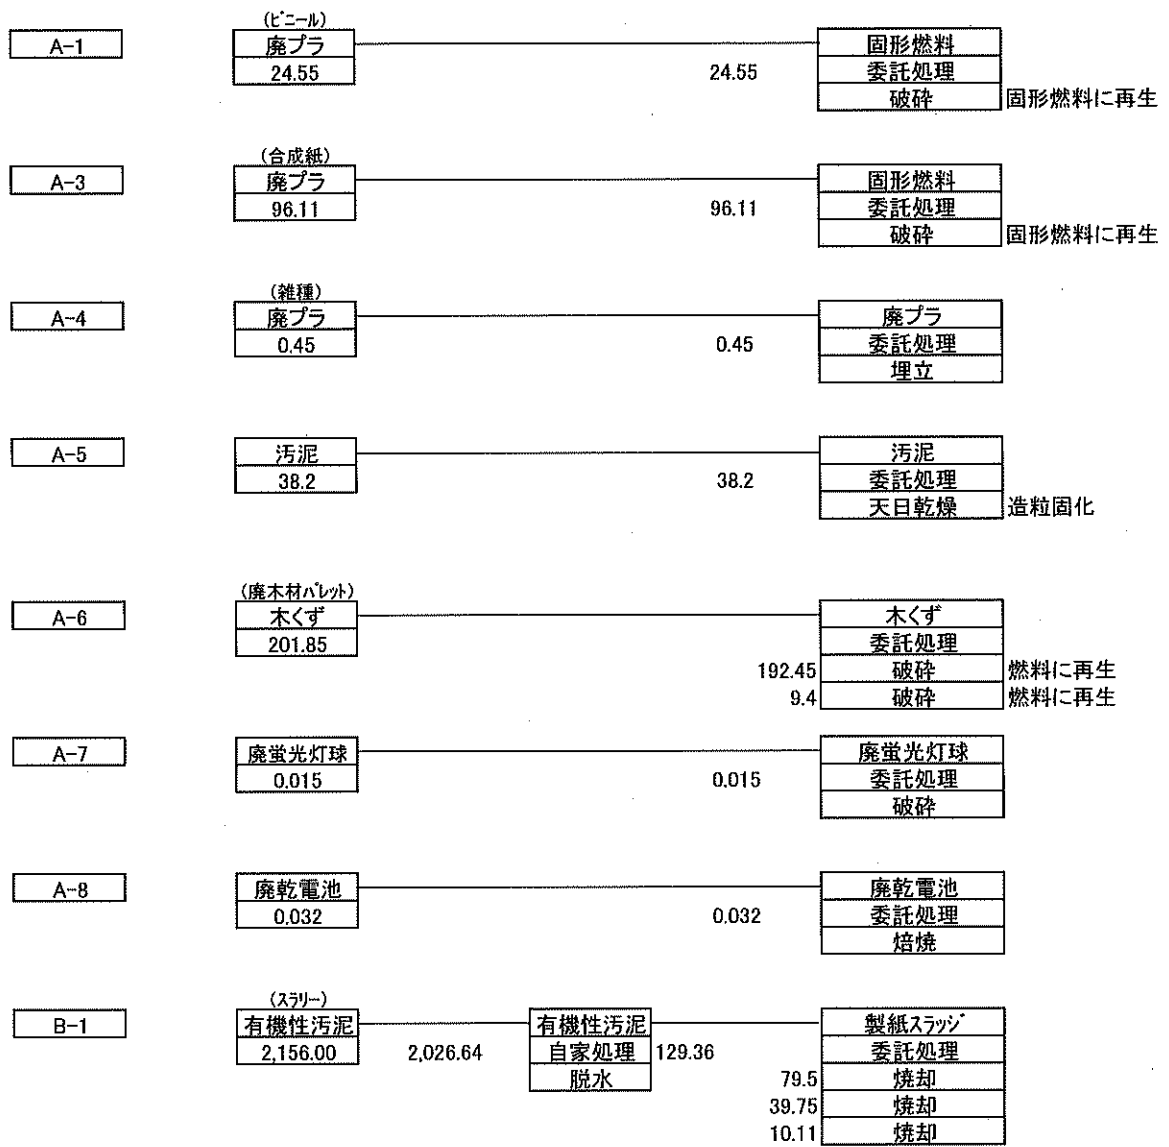 (ビニール)
A-1 廃プラ 固形燃料
24.55 24.55 委託処理
破砕 固形燃料に再生
(合成紙)
A-3 廃プラ 固形燃料
96.11 96.11 委託処理
破砕 固形燃料に再生
(雑種)
A-4 廃プラ 廃プラ
0.45 0.45 委託処理
埋立
A-5 汚泥 汚泥
38.2 38.2 委託処理
天日乾燥 造粒固化
(廃木材パレット)
A-6 木くず 木くず
201.85 委託処理
192.45 破砕 燃料に再生
9.4 破砕 燃料に再生
A-7 廃蛍光灯球 廃蛍光灯球
0.015 0.015 委託処理
破砕
A-8 廃乾電池 廃乾電池
0.032 0.032 委託処理
焙焼
(スラリー)
B-1 有機性汚泥 有機性汚泥 製紙スラッジ
2,156.00 2,026.64 自家処理 129.36 委託処理
脱水 79.5 焼却
39.75 焼却
10.11 焼却